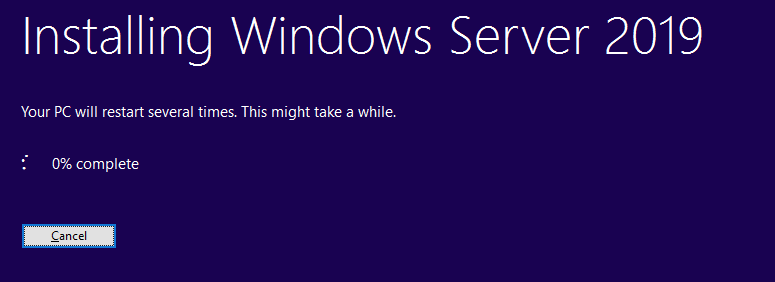 Installing Windows Server 2019
Your PC will restart several times. This might take a while.
0% complete
Cancel